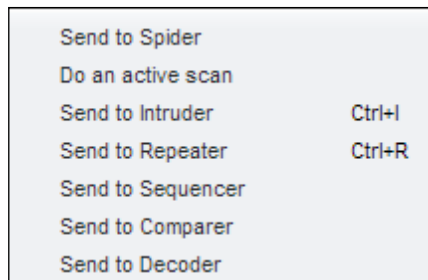 Send to Spider
Do an active scan
Send to Intruder Ctrl+I
Send to Repeater Ctrl+R
Send to Sequencer
Send to Comparer
Send to Decoder